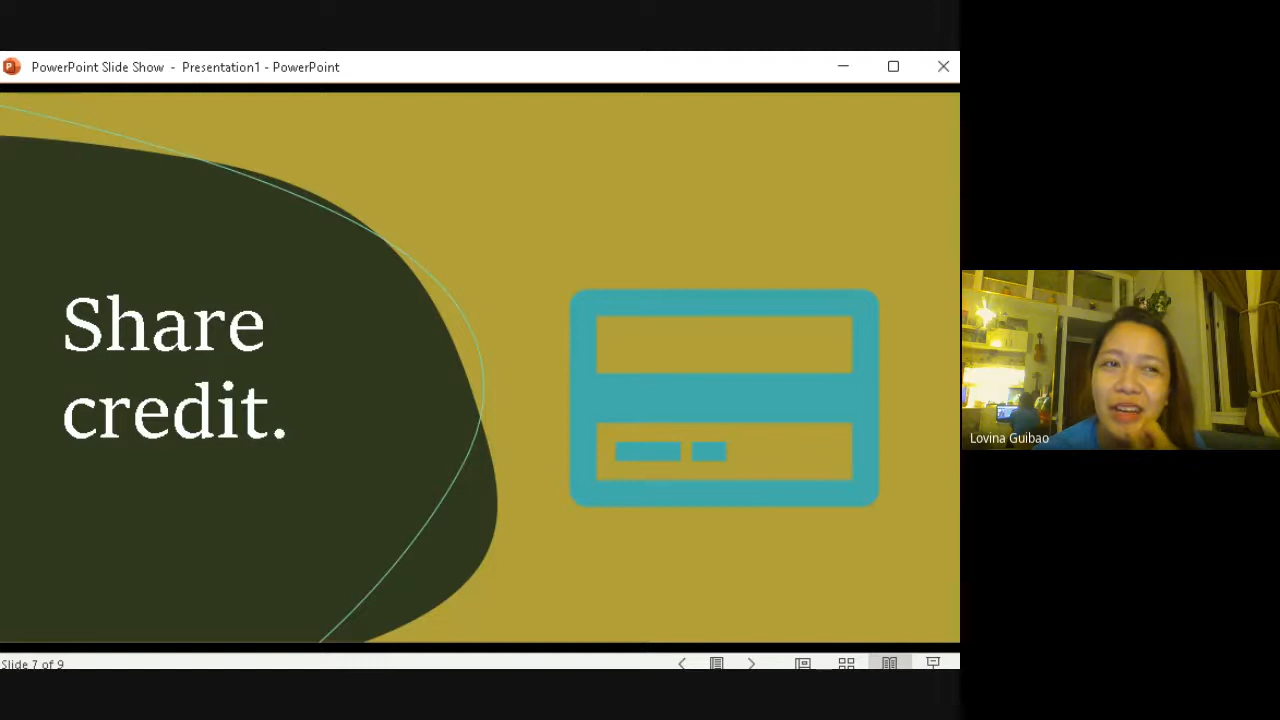 PowerPoint Slide Show - Presentation1 - PowerPoint
Share
credit.
Lovina Guibao
Slide 7 of 9